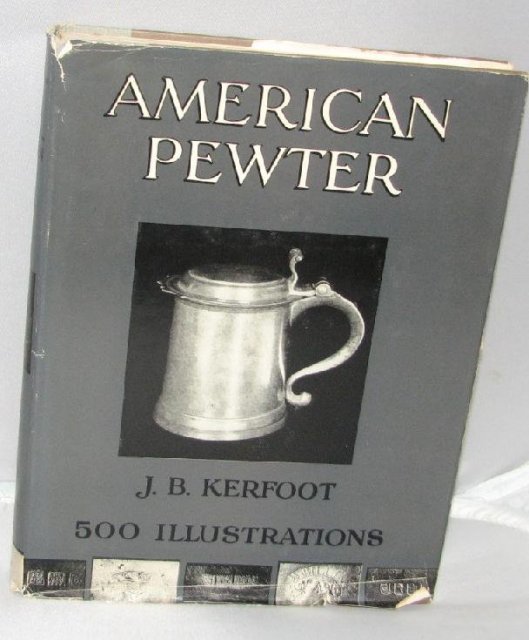 AMERICAN
PEWTER
J. B. KERFOOT
500 ILLUSTRATIONS